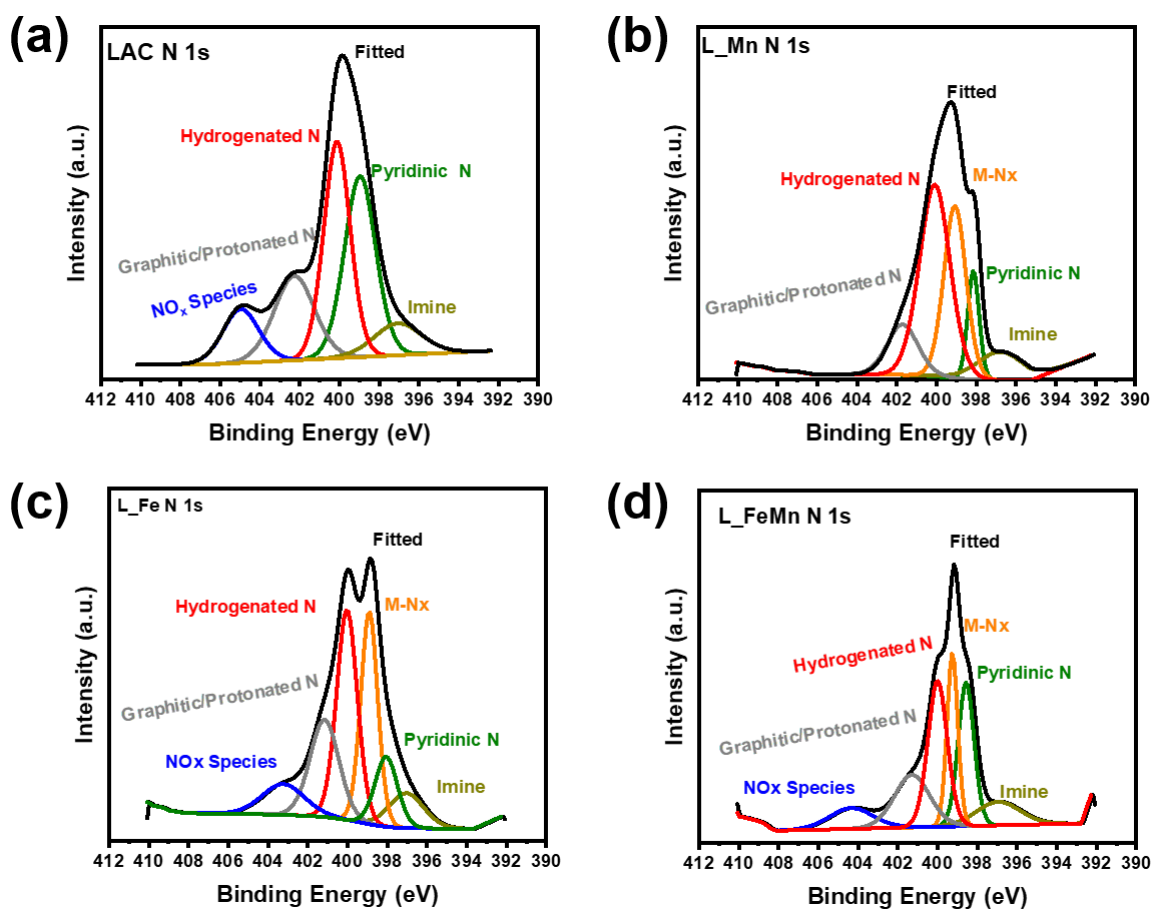 (a)
LAC N 1s
Fitted
Hydrogenated N
Pyridinic N
Graphitic/Protonated N
NOx Species
Imine
Intensity (a.u.)
412 410 408 406 404 402 400 398 396 394 392 390
Binding Energy (eV)
(b)
L_Mn N 1s
Fitted
Hydrogenated N
M-Nx
Graphitic/Protonated N
Pyridinic N
Imine
Intensity (a.u.)
412 410 408 406 404 402 400 398 396 394 392 390
Binding Energy (eV)
(c)
L_Fe N 1s
Fitted
Hydrogenated N
M-Nx
Graphitic/Protonated N
Pyridinic N
NOx Species
Imine
Intensity (a.u.)
412 410 408 406 404 402 400 398 396 394 392 390
Binding Energy (eV)
(d)
L_FeMn N 1s
Fitted
M-Nx
Hydrogenated N
Pyridinic N
Graphitic/Protonated N
NOx Species
Imine
Intensity (a.u.)
412 410 408 406 404 402 400 398 396 394 392 390
Binding Energy (eV)